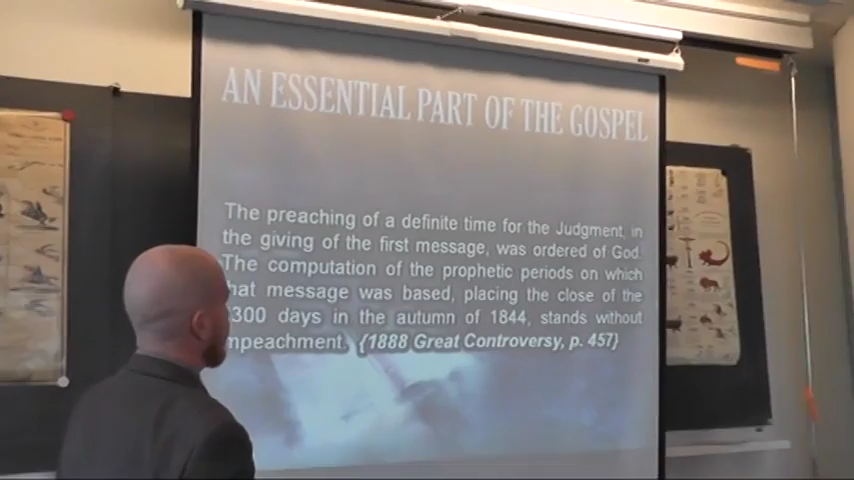 AN ESSENTIAL PART OF THE GOSPEL
The preaching of a definite time for the Judgment, in
the giving of the first message, was ordered of God.
The computation of the prophetic periods on which
hat message was based, placing the close of the
300 days in the autumn of 1844, stands without
mpeachment. {1888 Great Controversy, p. 457}